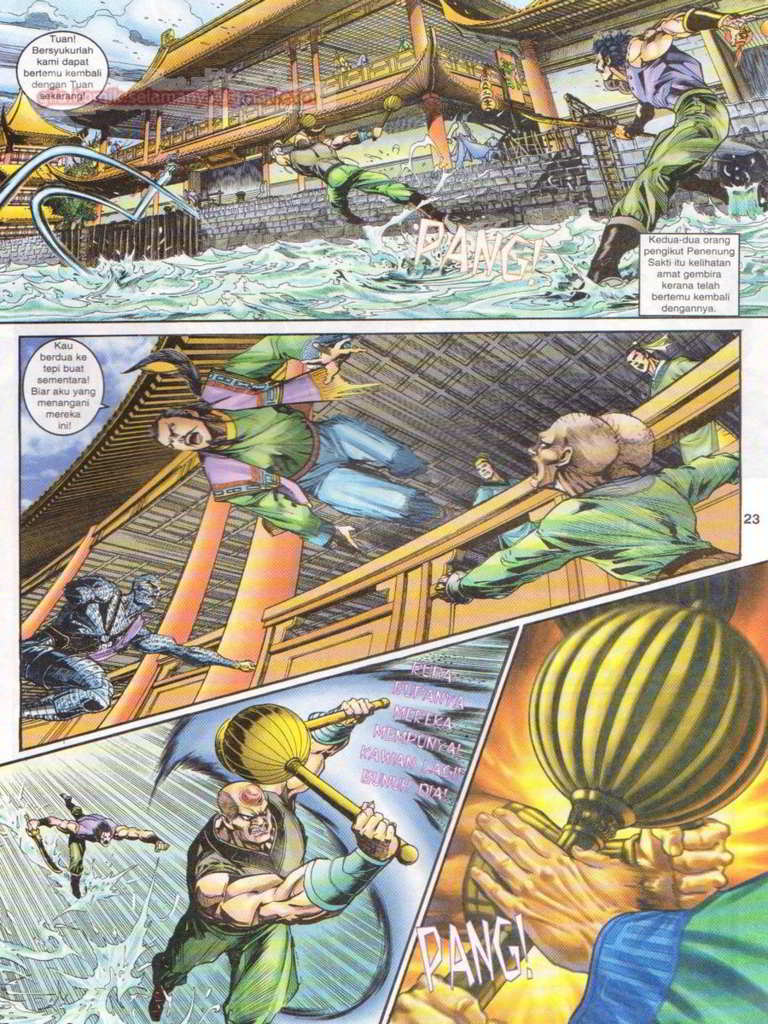 Tuan!
Bersyukurlah
kami dapat
bertemu kembali
dengan Tuan
sekarang!
PANG!
Kedua-dua orang
pengikut Penenung
Sakti itu kelihatan
amat gembira
kerana telah
bertemu kembali
dengannya.
Kau
berdua ke
tepi buat
sementara!
Biar aku yang
menangani
mereka
ini!
23
RUPA-
RUPANYA
MEREKA
MEMPUNYAI
KAWAN LAGI!
BUNUH DIA!
PANG!